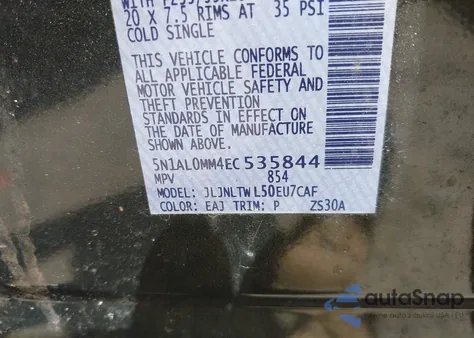 20 X 7.5 RIMS AT 35 PSI
COLD SINGLE
THIS VEHICLE CONFORMS TO
ALL APPLICABLE FEDERAL
MOTOR VEHICLE SAFETY AND
THEFT PREVENTION
STANDARDS IN EFFECT ON
THE DATE OF MANUFACTURE
SHOWN ABOVE.
5N1AL0MM4EC535844
MPV 854
MODEL: JLJNLTWL50EU7CAF
COLOR: EAJ TRIM: P ZS30A
autoSnap